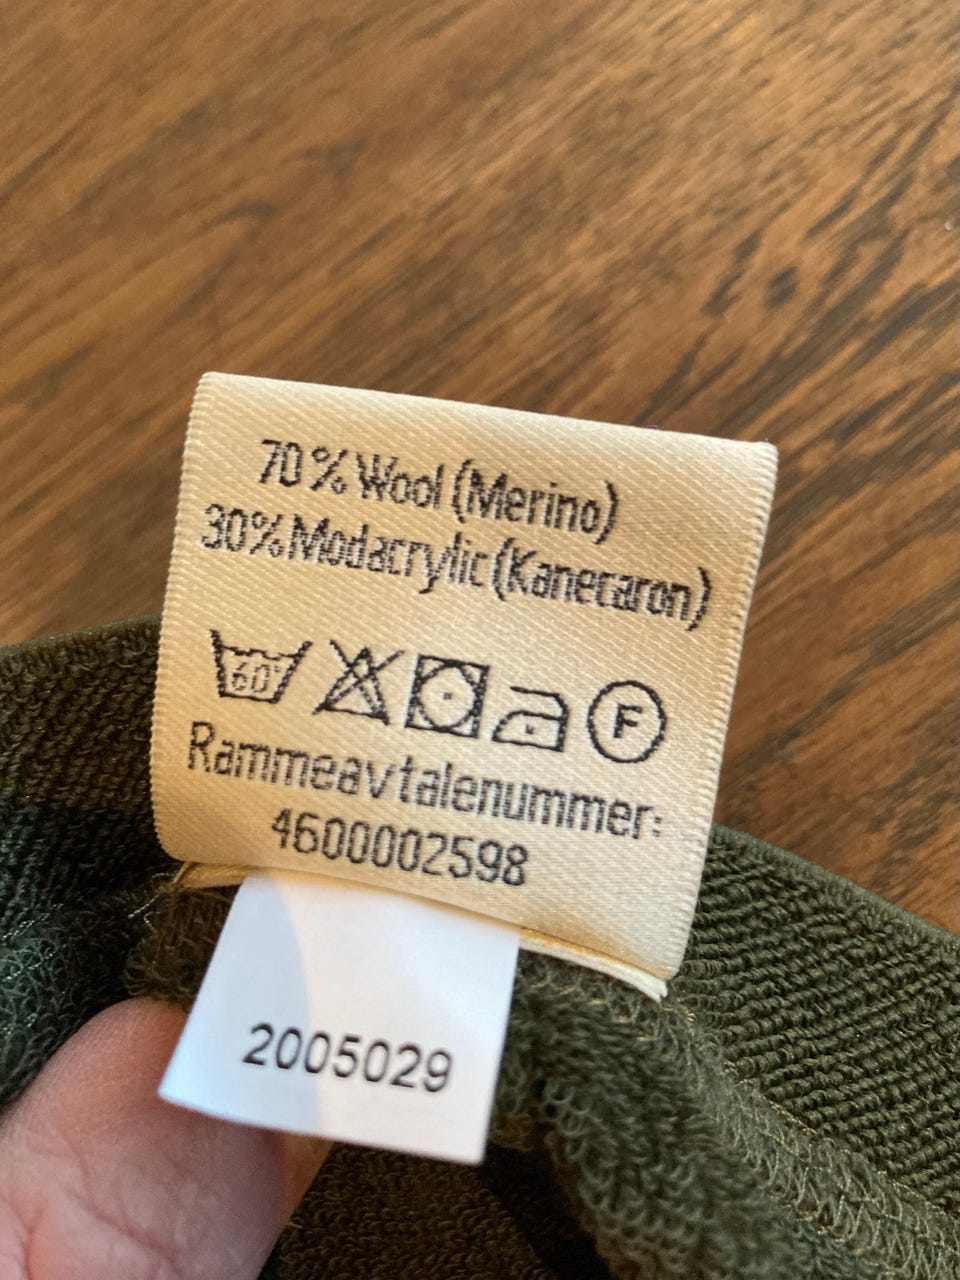 70% Wool (Merino)
30% Modacrylic (Kanecaron)
60°
F
Rammeavtalenummer:
4600002598
2005029